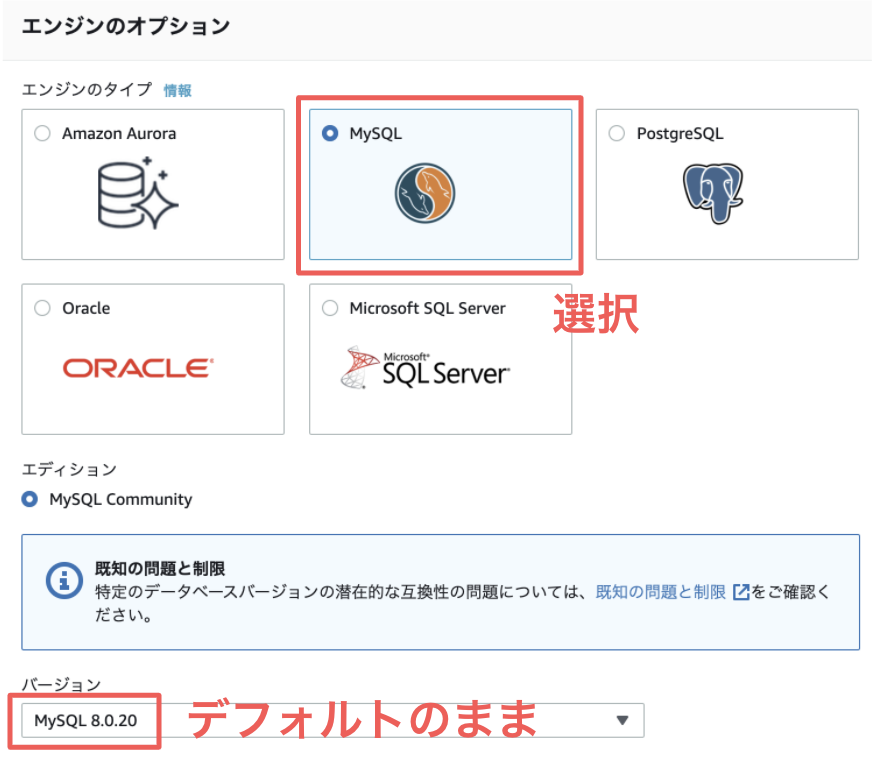 エンジンのオプション
エンジンのタイプ 情報
Amazon Aurora
MySQL
PostgreSQL
Oracle
Microsoft SQL Server
選択
ORACLE®
Microsoft®
SQL Server®
エディション
MySQL Community
既知の問題と制限
特定のデータベースバージョンの潜在的な互換性の問題については、既知の問題と制限 をご確認く
ださい。
バージョン
MySQL 8.0.20
デフォルトのまま